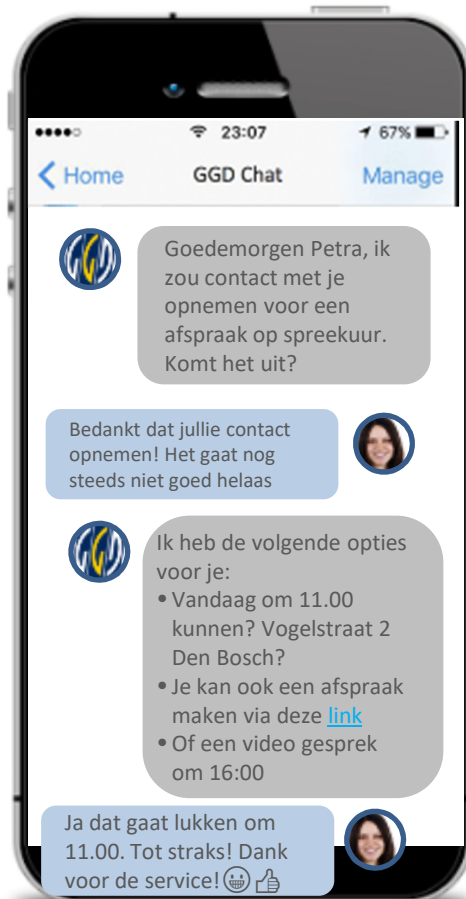 23:07
67%
Home
GGD Chat
Manage
GGD
Goedemorgen Petra, ik
zou contact met je
opnemen voor een
afspraak op spreekuur.
Komt het uit?
Bedankt dat jullie contact
opnemen! Het gaat nog
steeds niet goed helaas
GGD
Ik heb de volgende opties
voor je:
• Vandaag om 11.00
kunnen? Vogelstraat 2
Den Bosch?
• Je kan ook een afspraak
maken via deze link
• Of een video gesprek
om 16:00
Ja dat gaat lukken om
11.00. Tot straks! Dank
voor de service!😀👍